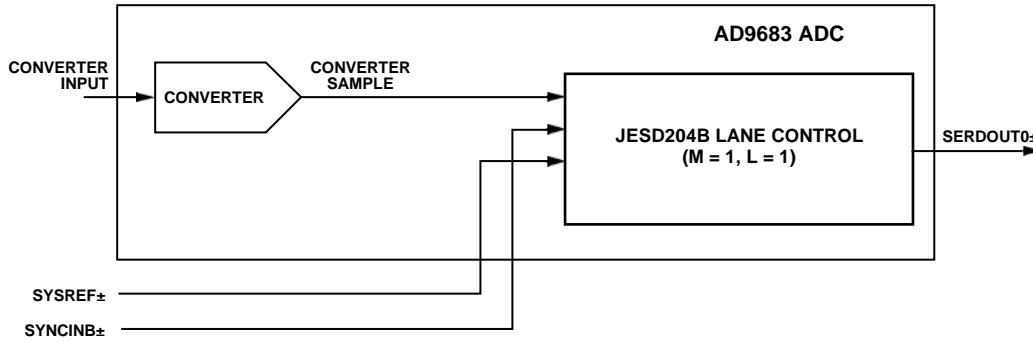 AD9683 ADC
CONVERTER
INPUT
CONVERTER
CONVERTER
SAMPLE
JESD204B LANE CONTROL
(M = 1, L = 1)
SERDOUT0±
SYSREF±
SYNCINB±